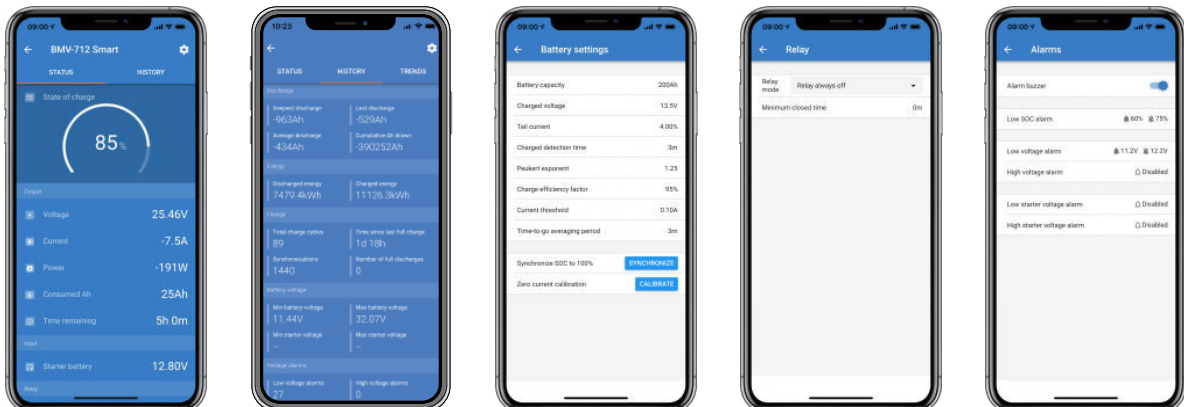 09:00
BMV-712 Smart
STATUS HISTORY
State of charge
85%
Output
Voltage 25.46V
Current -7.5A
Power -191W
Consumed Ah 25Ah
Time remaining 5h 0m
Input
Starter battery 12.80V
Relay
10:23
STATUS HISTORY TRENDS
Discharge
Deepest discharge Last discharge
-963Ah -529Ah
Average discharge Cumulative Ah drawn
-434Ah -390252Ah
Energy
Discharged energy Charged energy
7479.4kWh 11126.3kWh
Charge
Total charge cycles Time since last full charge
89 1d 18h
Synchronisations Number of full discharges
1440 0
Battery voltage
Min battery voltage Max battery voltage
11.44V 32.07V
Min starter voltage Max starter voltage
-- --
Voltage alarms
Low voltage alarms High voltage alarms
27 0
09:00
Battery settings
Battery capacity 200Ah
Charged voltage 13.5V
Tail current 4.00%
Charged detection time 3m
Peukert exponent 1.25
Charge efficiency factor 95%
Current threshold 0.10A
Time-to-go averaging period 3m
Synchronize SOC to 100% SYNCHRONIZE
Zero current calibration CALIBRATE
09:00
Relay
Relay mode Relay always off
Minimum closed time 0m
09:00
Alarms
Alarm buzzer
Low SOC alarm 60% 75%
Low voltage alarm 11.2V 12.2V
High voltage alarm Disabled
Low starter voltage alarm Disabled
High starter voltage alarm Disabled